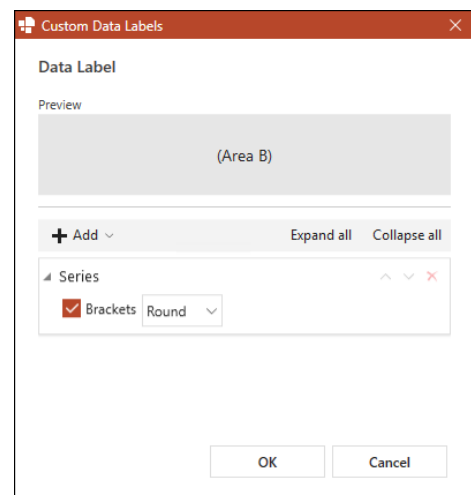 Custom Data Labels
Data Label
Preview
(Area B)
Add Expand all Collapse all
Series
Brackets Round
OK Cancel